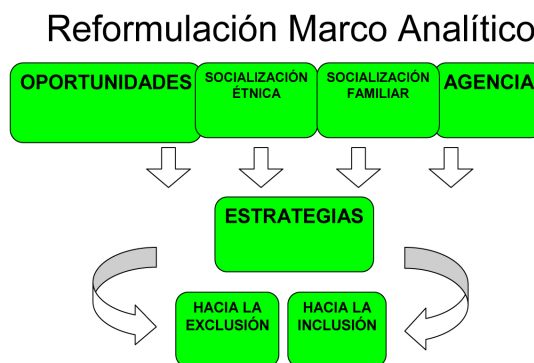 Reformulación Marco Analítico
OPORTUNIDADES
SOCIALIZACIÓN
ÉTNICA
SOCIALIZACIÓN
FAMILIAR
AGENCIA
ESTRATEGIAS
HACIA LA
EXCLUSIÓN
HACIA LA
INCLUSIÓN